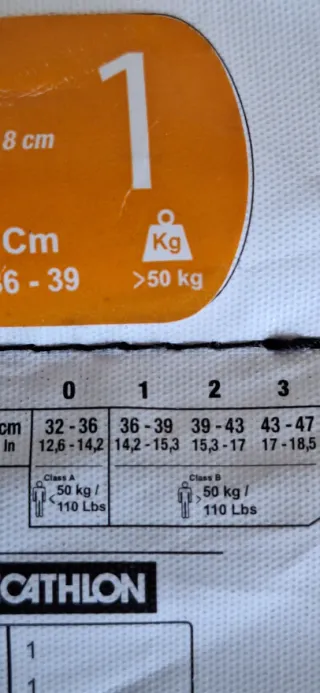 1
8 cm
Cm
Kg
36 - 39
>50 kg
0 1 2 3
cm 32 - 36 36 - 39 39 - 43 43 - 47
In 12,6 - 14,2 14,2 - 15,3 15,3 - 17 17 - 18,5
Class A Class B
< 50 kg / > 50 kg /
110 Lbs 110 Lbs
CATHLON
1
1